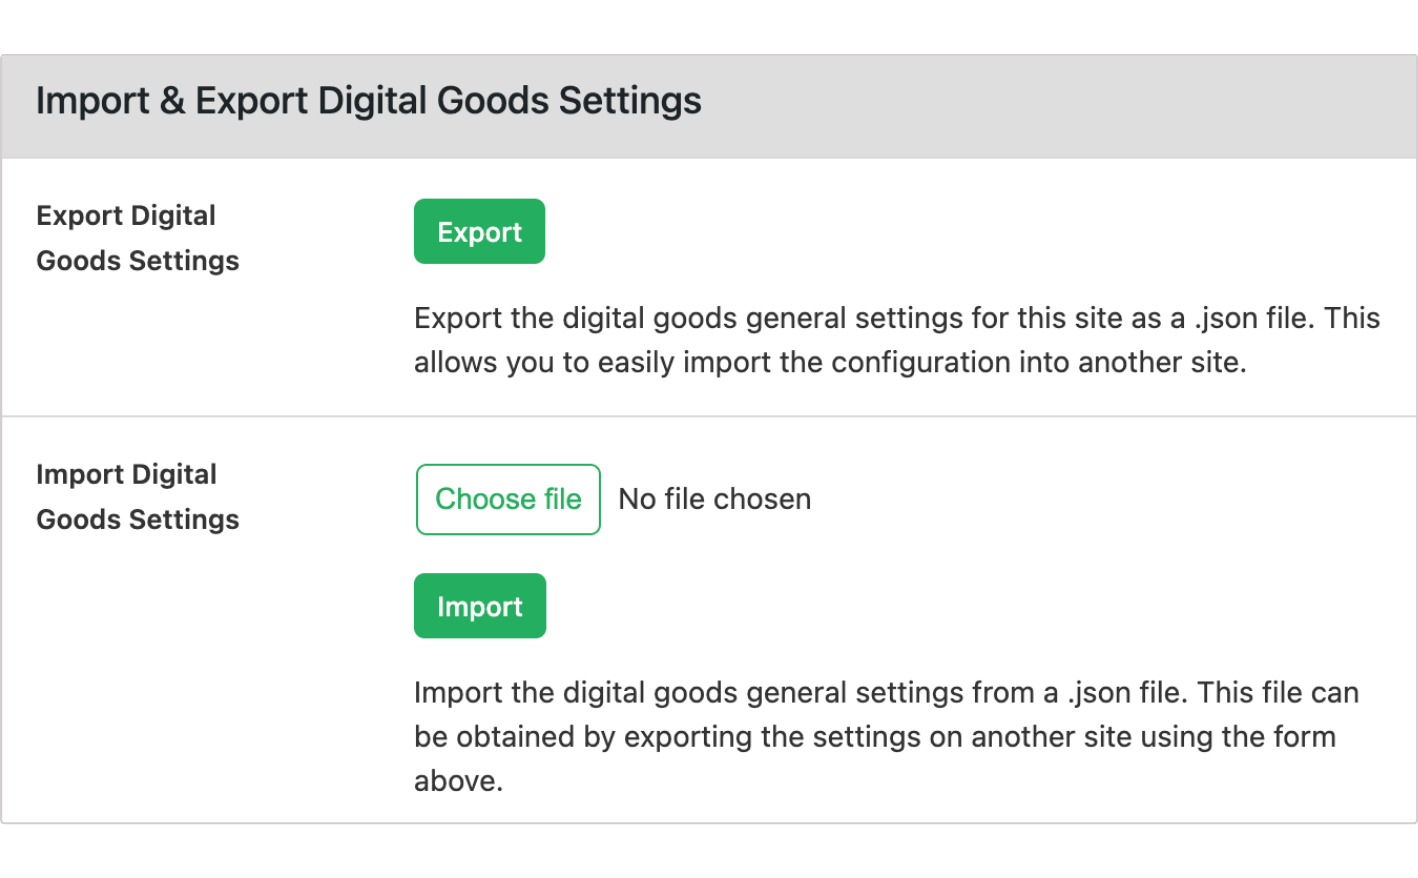 Import & Export Digital Goods Settings
Export Digital
Goods Settings
Export
Export the digital goods general settings for this site as a .json file. This
allows you to easily import the configuration into another site.
Import Digital
Goods Settings
Choose file No file chosen
Import
Import the digital goods general settings from a .json file. This file can
be obtained by exporting the settings on another site using the form
above.